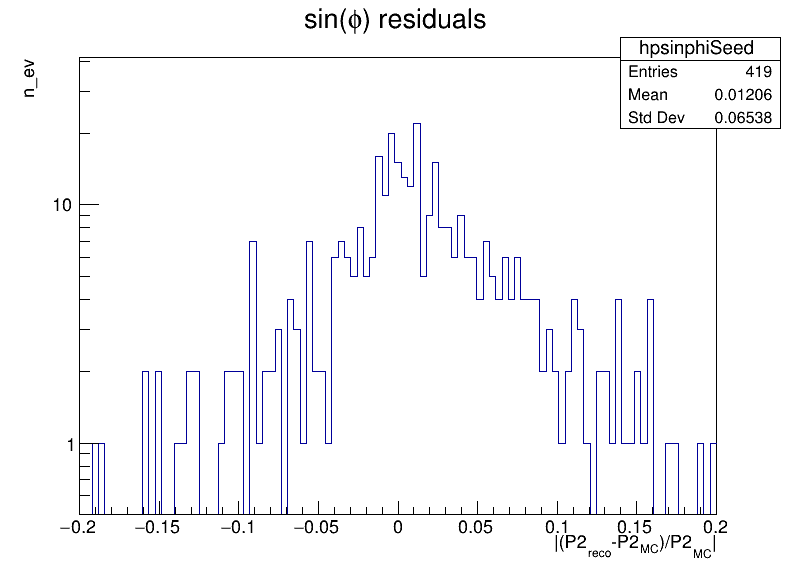 sin(ϕ) residuals
hpsinphiSeed
Entries 419
Mean 0.01206
Std Dev 0.06538
n_ev
10
1
−0.2 −0.15 −0.1 −0.05 0 0.05 0.1 0.15 0.2
|(P2reco-P2MC)/P2MC|